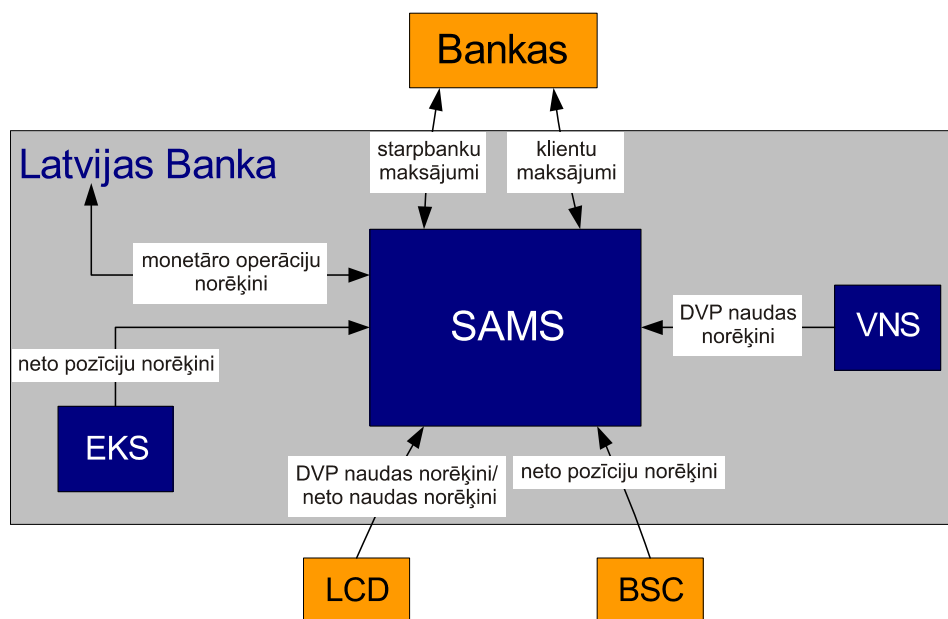 Bankas
starpbanku
maksājumi
klientu
maksājumi
Latvijas Banka
monetāro operāciju
norēķini
SAMS
DVP naudas
norēķini
VNS
neto pozīciju norēķini
EKS
DVP naudas norēķini/
neto naudas norēķini
neto pozīciju norēķini
LCD
BSC